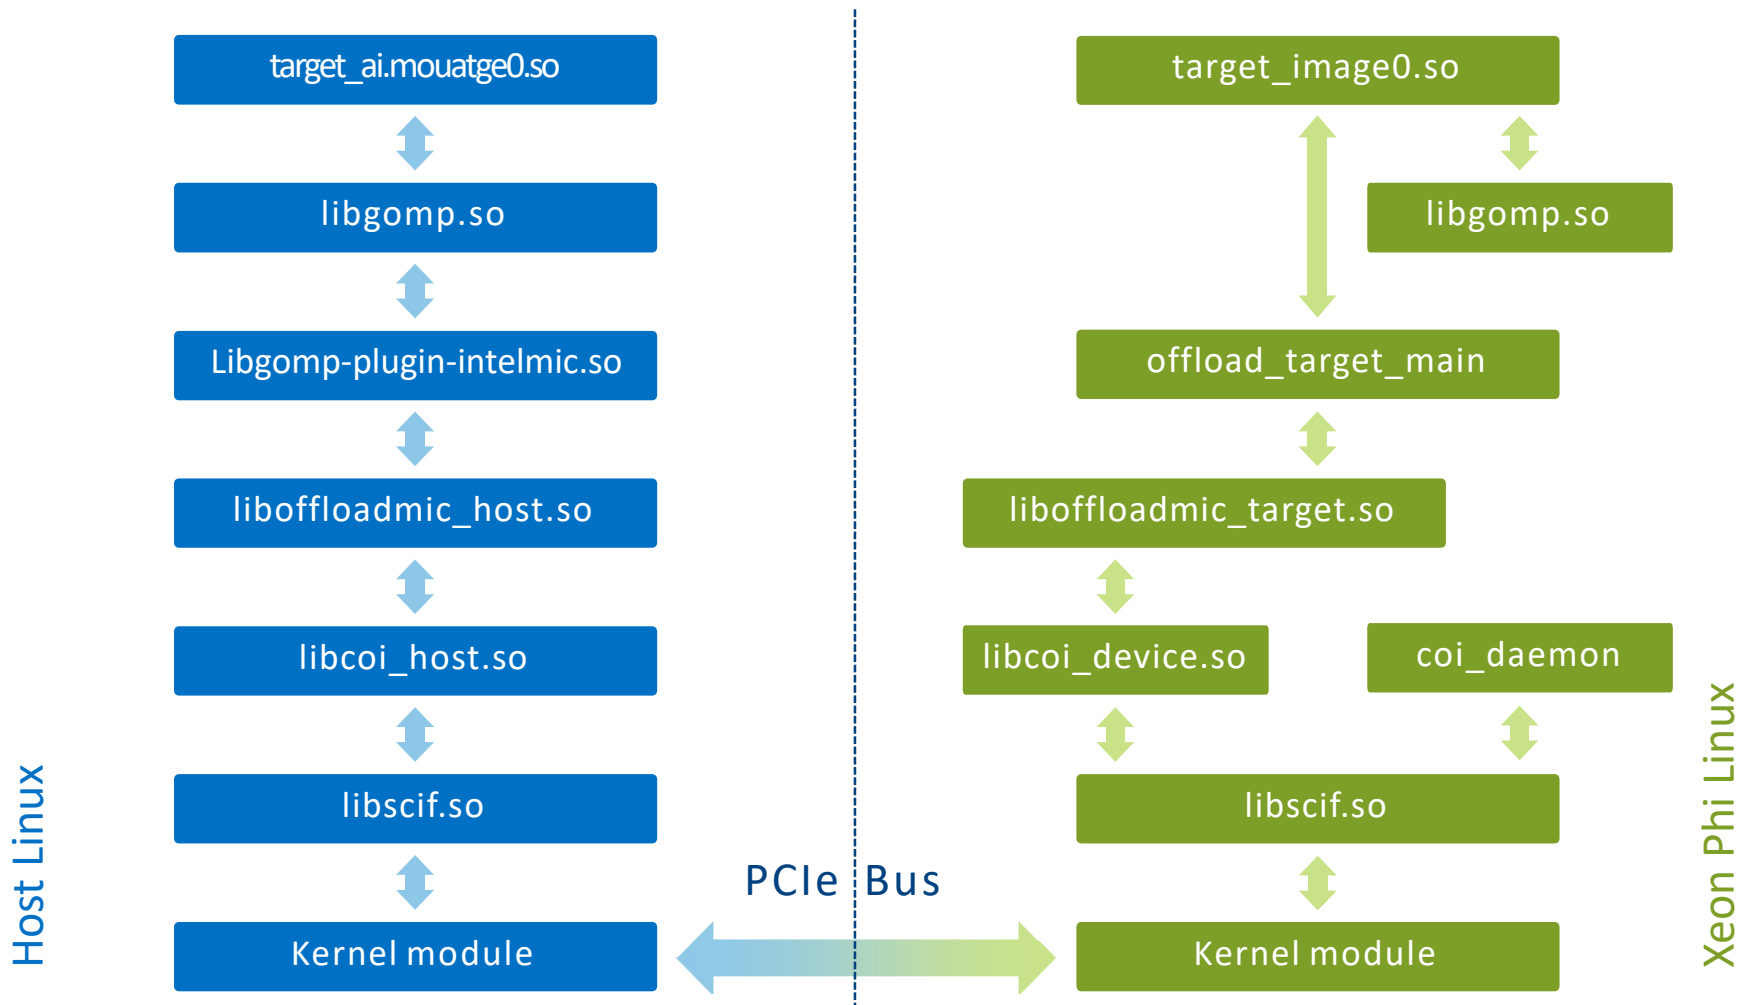 target_ai.mouatge0.so
libgomp.so
Libgomp-plugin-intelmic.so
liboffloadmic_host.so
libcoi_host.so
libscif.so
Kernel module
Host Linux
PCIe Bus
target_image0.so
libgomp.so
offload_target_main
liboffloadmic_target.so
libcoi_device.so
coi_daemon
libscif.so
Kernel module
Xeon Phi Linux